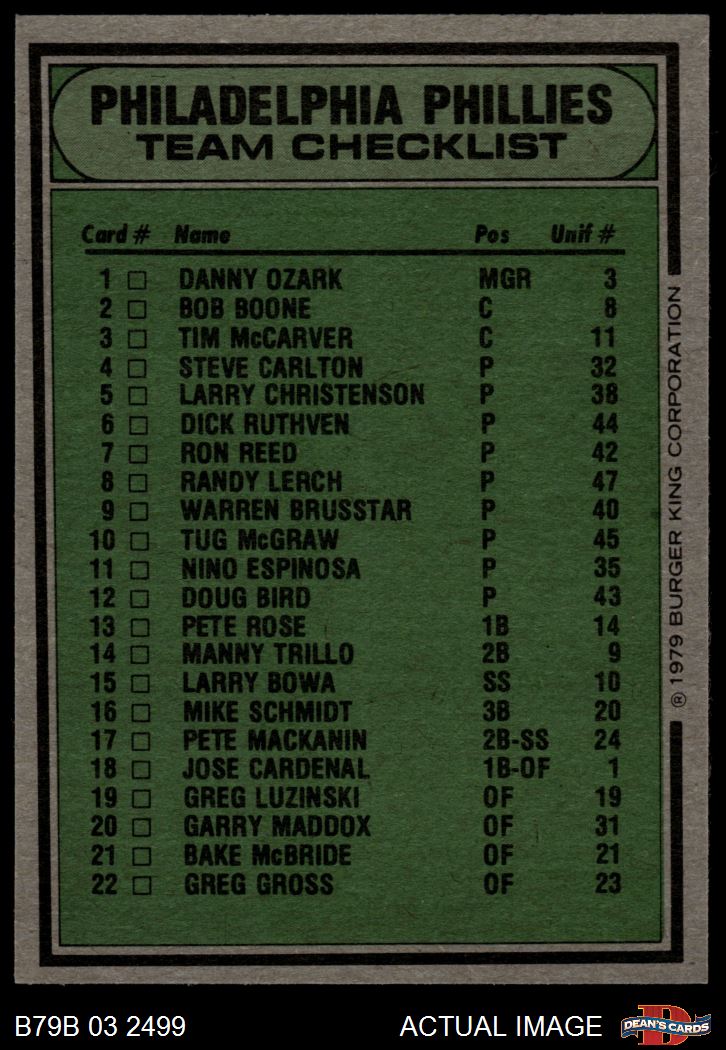 PHILADELPHIA PHILLIES
TEAM CHECKLIST
Card # Name Pos Unif #
1 □ DANNY OZARK MGR 3
2 □ BOB BOONE C 8
3 □ TIM McCARVER C 11
4 □ STEVE CARLTON P 32
5 □ LARRY CHRISTENSON P 38
6 □ DICK RUTHVEN P 44
7 □ RON REED P 42
8 □ RANDY LERCH P 47
9 □ WARREN BRUSSTAR P 40
10 □ TUG McGRAW P 45
11 □ NINO ESPINOSA P 35
12 □ DOUG BIRD P 43
13 □ PETE ROSE 1B 14
14 □ MANNY TRILLO 2B 9
15 □ LARRY BOWA SS 10
16 □ MIKE SCHMIDT 3B 20
17 □ PETE MACKANIN 2B-SS 24
18 □ JOSE CARDENAL 1B-OF 1
19 □ GREG LUZINSKI OF 19
20 □ GARRY MADDOX OF 31
21 □ BAKE McBRIDE OF 21
22 □ GREG GROSS OF 23
® 1979 BURGER KING CORPORATION
B79B 03 2499 ACTUAL IMAGE
D
DEAN'S CARDS